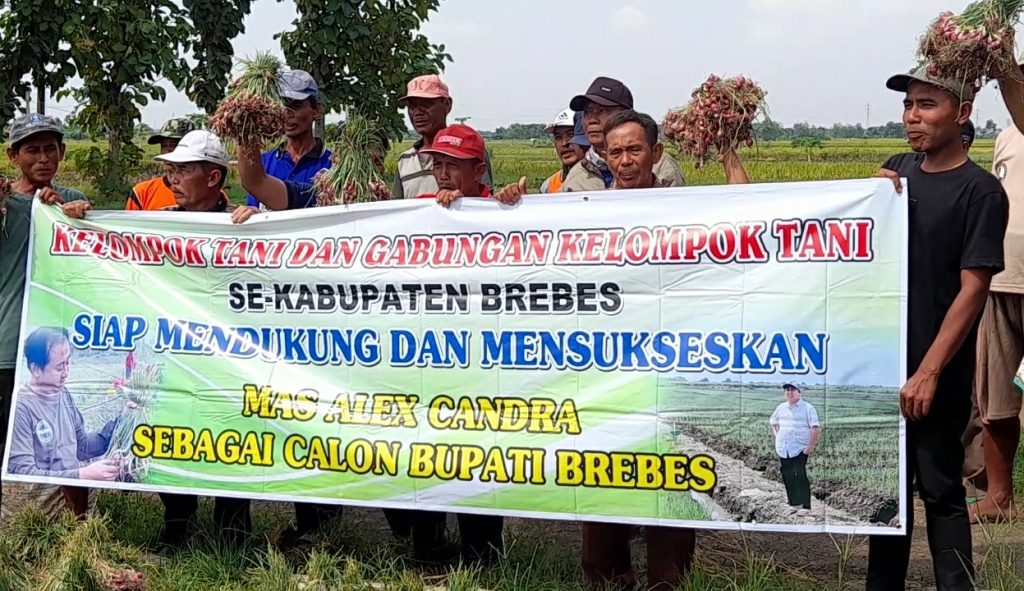 KELOMPOK TANI DAN GABUNGAN KELOMPOK TANI
SE-KABUPATEN BREBES
SIAP MENDUKUNG DAN MENSUKSESKAN
MAS ALEX CANDRA
SEBAGAI CALON BUPATI BREBES